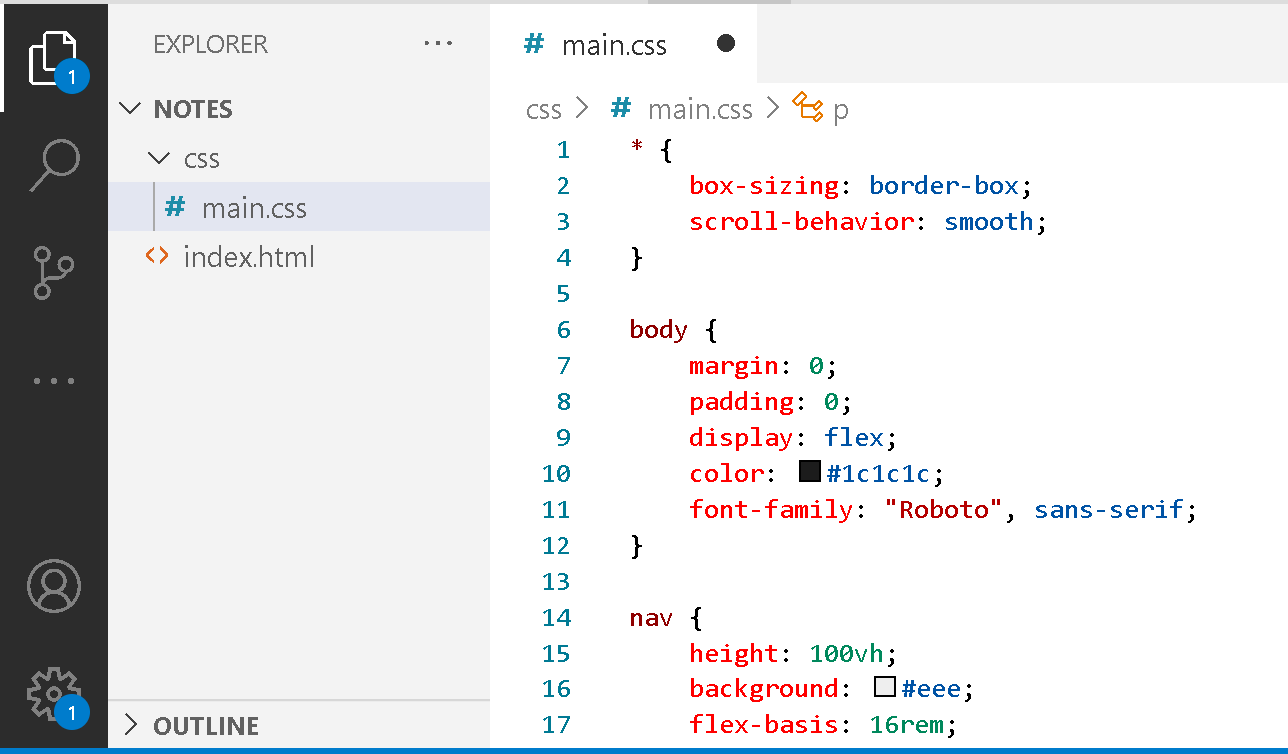 EXPLORER ...
1
NOTES
css
# main.css
<> index.html
...
1
OUTLINE
# main.css
css > # main.css > p
1 * {
2     box-sizing: border-box;
3     scroll-behavior: smooth;
4 }
5
6 body {
7     margin: 0;
8     padding: 0;
9     display: flex;
10     color: #1c1c1c;
11     font-family: "Roboto", sans-serif;
12 }
13
14 nav {
15     height: 100vh;
16     background: #eee;
17     flex-basis: 16rem;